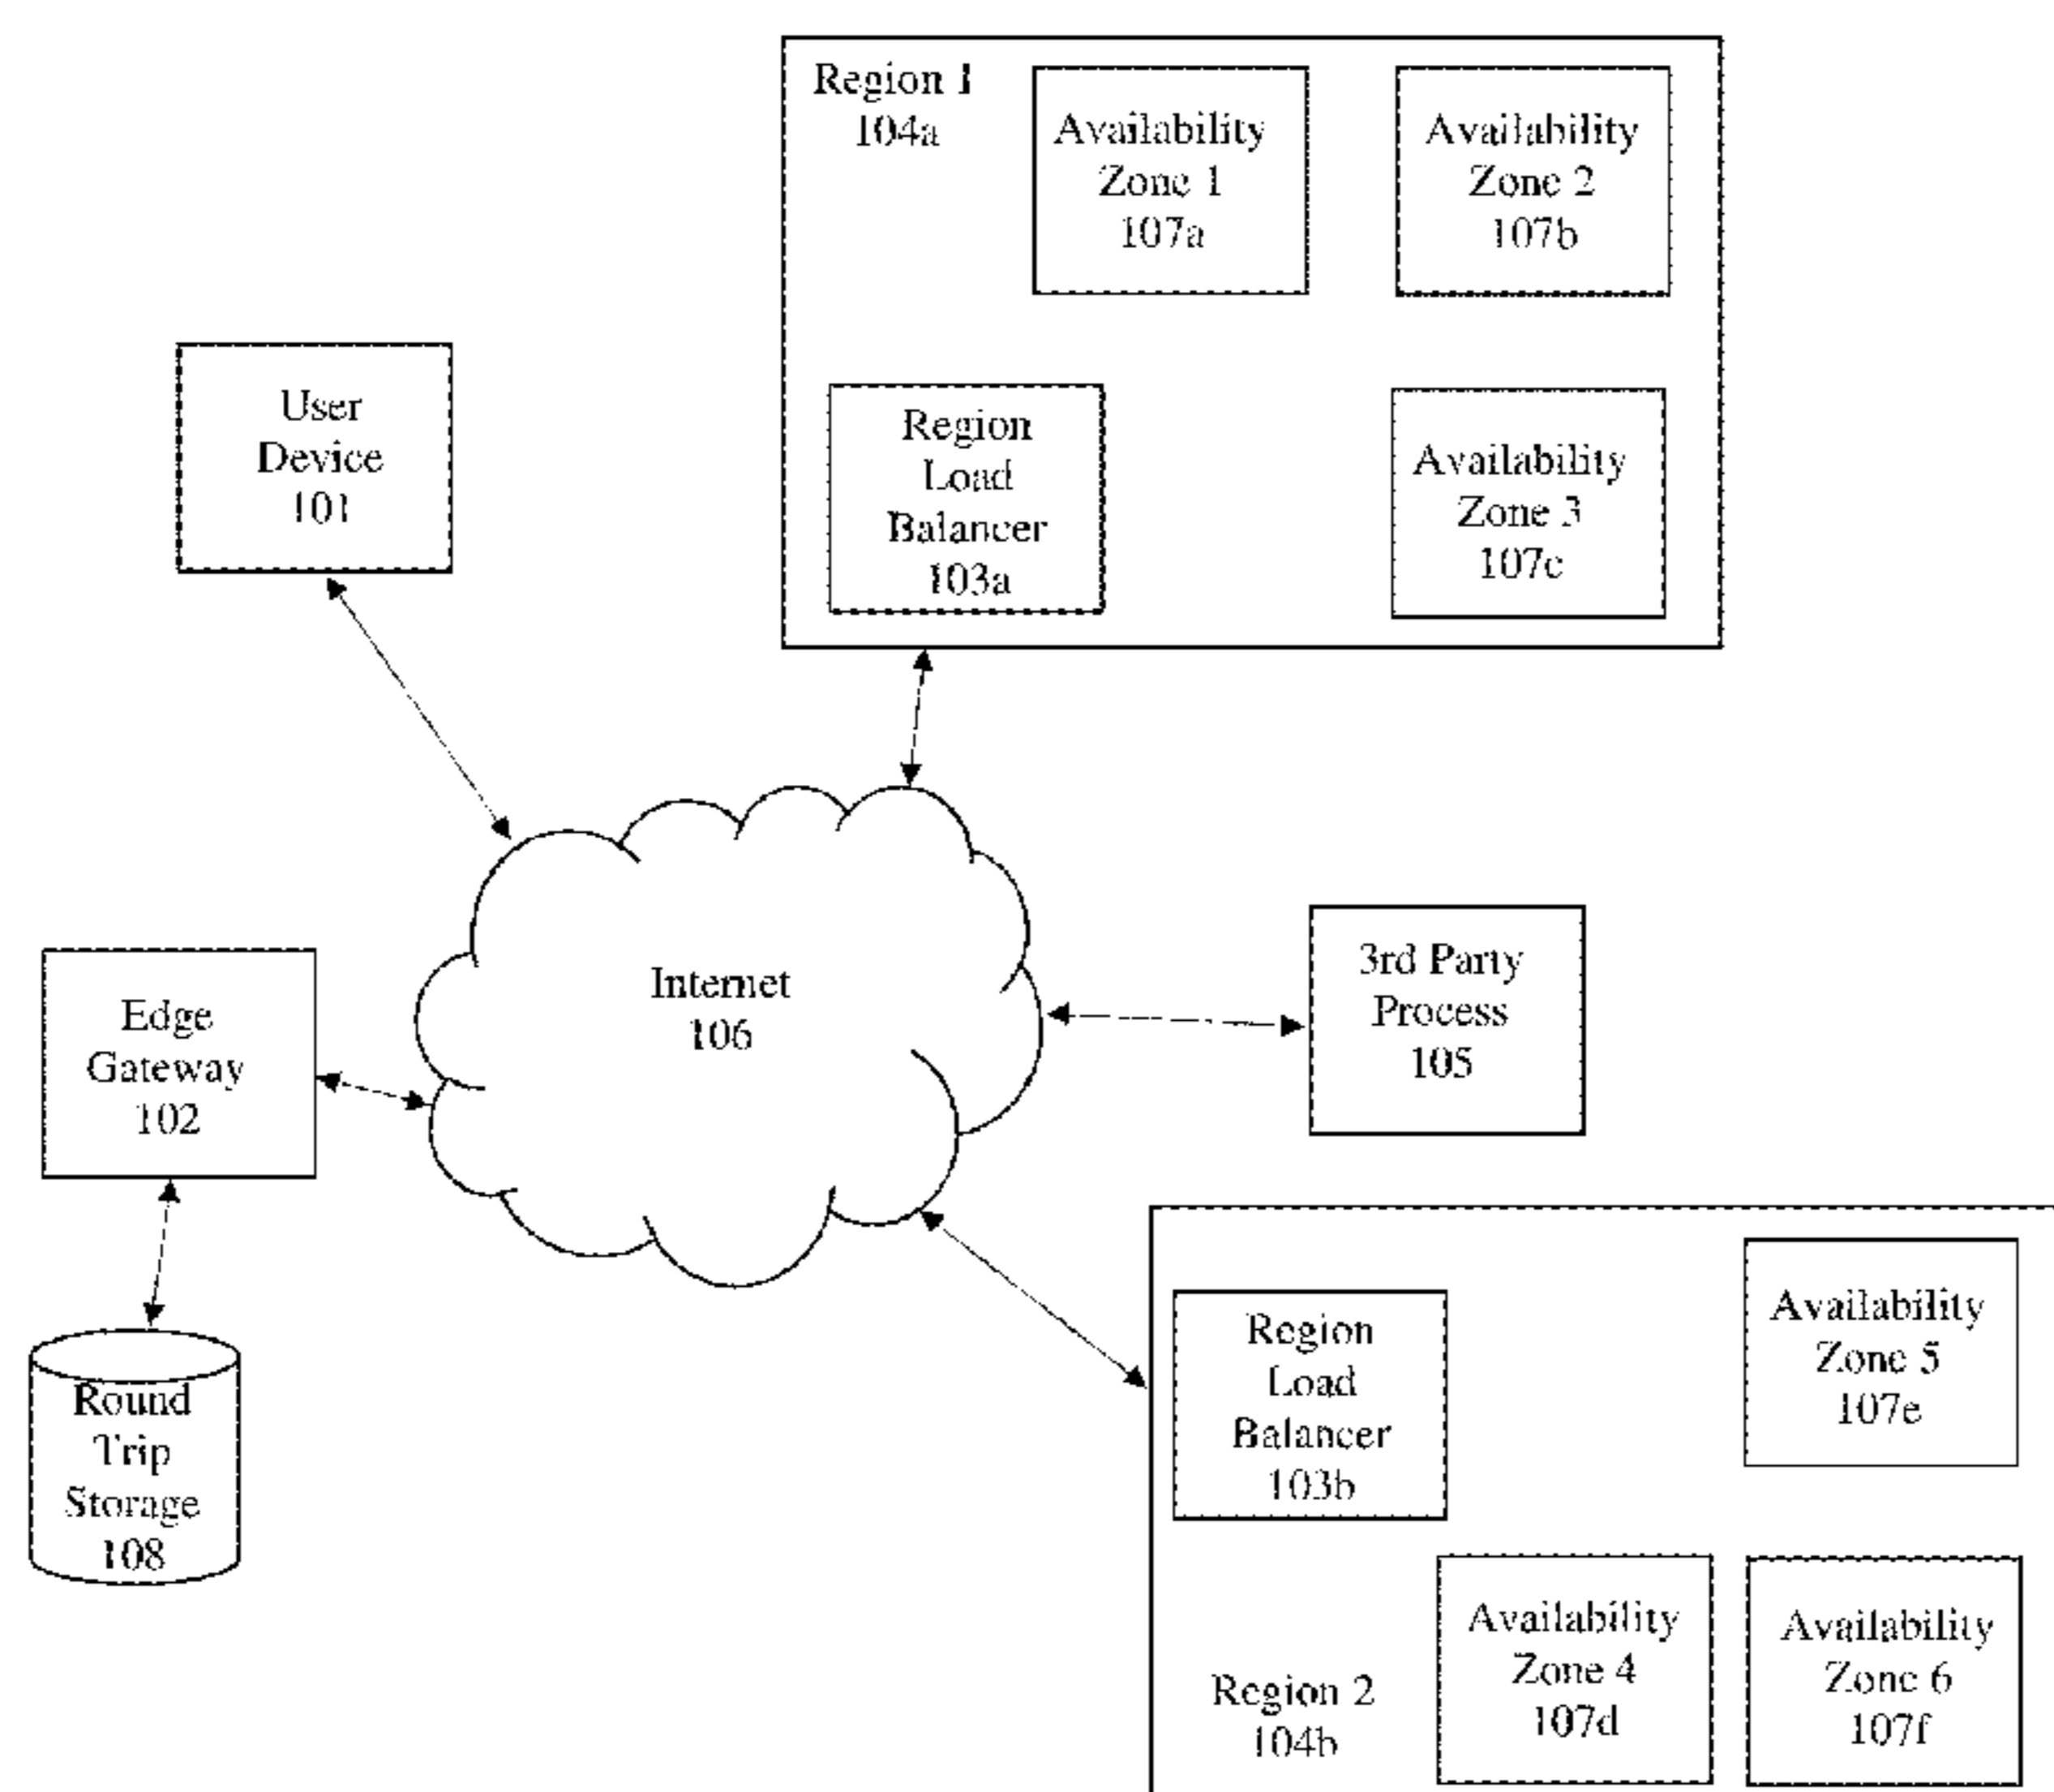 Region 1
104a
Availability
Zone 1
107a
Availability
Zone 2
107b
User
Device
101
Region
Load
Balancer
103a
Availability
Zone 3
107c
Internet
106
3rd Party
Process
105
Edge
Gateway
102
Round
Trip
Storage
108
Region
Load
Balancer
103b
Availability
Zone 5
107e
Region 2
104b
Availability
Zone 4
107d
Availability
Zone 6
107f